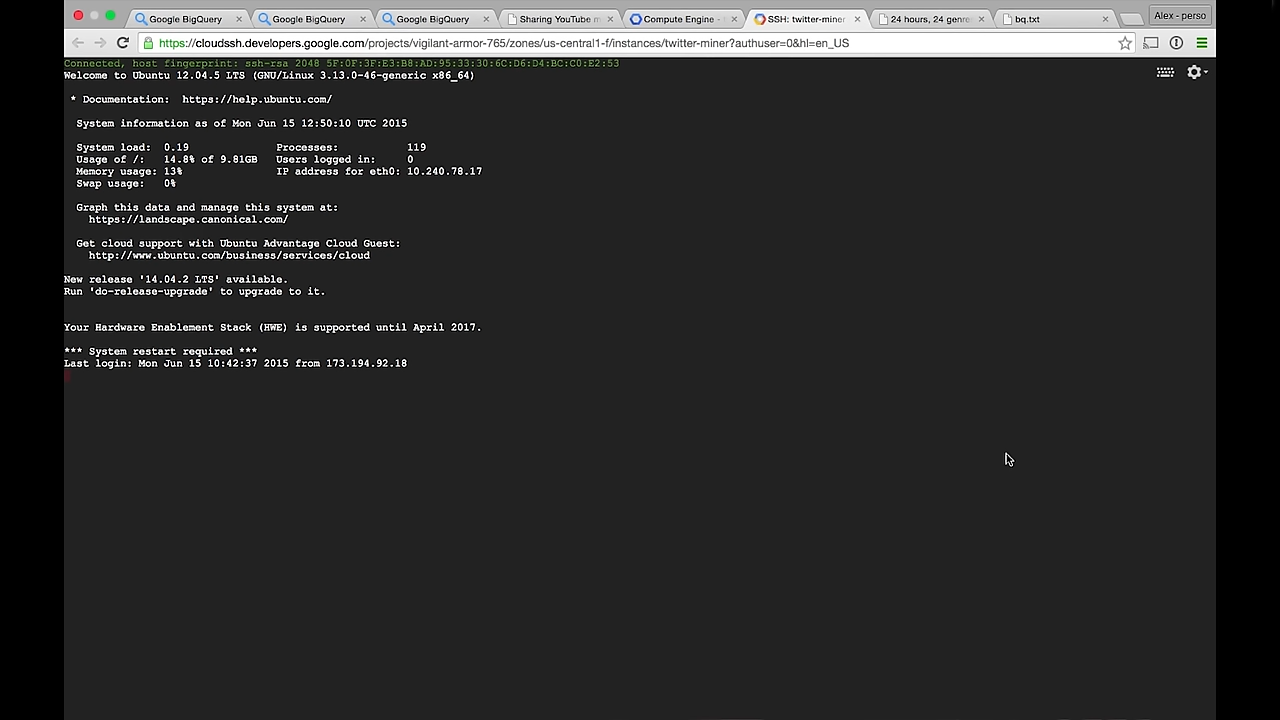 Google BigQuery
Google BigQuery
Google BigQuery
Sharing YouTube m
Compute Engine -
SSH: twitter-miner
24 hours, 24 genre
bq.txt
Alex - perso
https://cloudssh.developers.google.com/projects/vigilant-armor-765/zones/us-central1-f/instances/twitter-miner?authuser=0&hl=en_US
Connected, host fingerprint: ssh-rsa 2048 5F:0F:3F:E3:B8:AD:95:33:30:6C:D6:D4:BC:C0:E2:53
Welcome to Ubuntu 12.04.5 LTS (GNU/Linux 3.13.0-46-generic x86_64)
* Documentation:  https://help.ubuntu.com/
System information as of Mon Jun 15 12:50:10 UTC 2015
System load:  0.19              Processes:           119
Usage of /:   14.8% of 9.81GB   Users logged in:     0
Memory usage: 13%               IP address for eth0: 10.240.78.17
Swap usage:   0%
Graph this data and manage this system at:
https://landscape.canonical.com/
Get cloud support with Ubuntu Advantage Cloud Guest:
http://www.ubuntu.com/business/services/cloud
New release '14.04.2 LTS' available.
Run 'do-release-upgrade' to upgrade to it.
Your Hardware Enablement Stack (HWE) is supported until April 2017.
*** System restart required ***
Last login: Mon Jun 15 10:42:37 2015 from 173.194.92.18